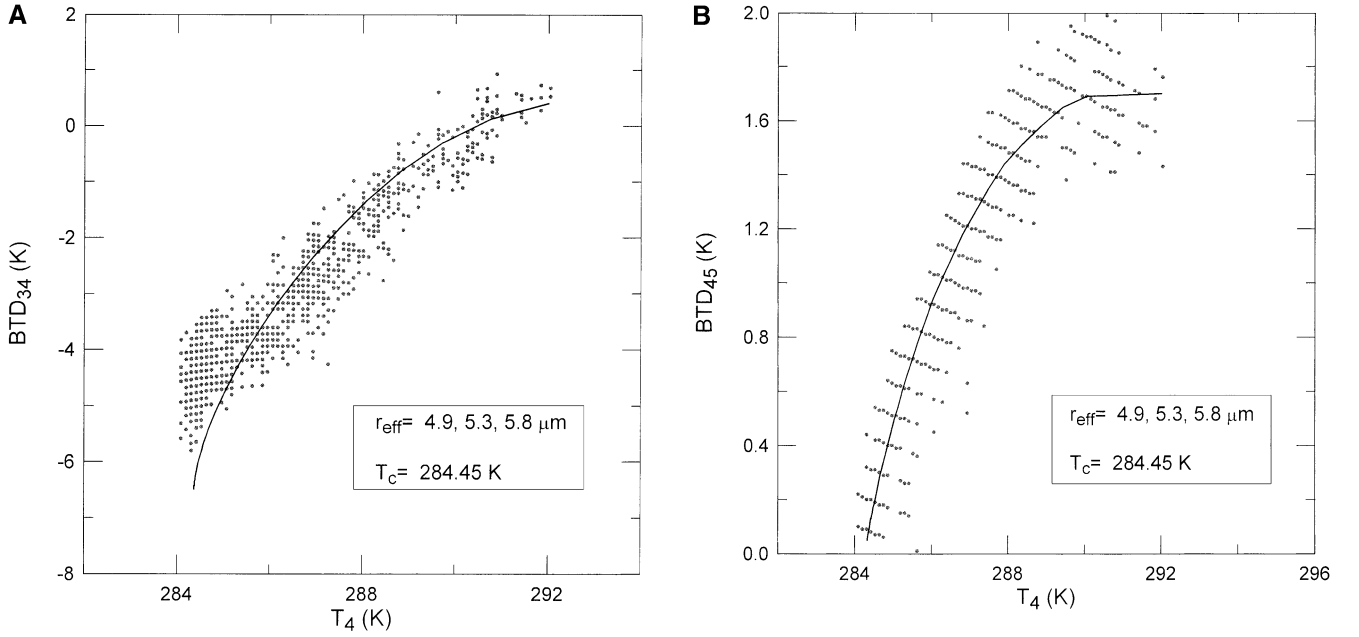 A
2
0
-2
-4
-6
-8
BTD34 (K)
284
288
292
T4 (K)
reff= 4.9, 5.3, 5.8 μm
Tc= 284.45 K
B
2.0
1.6
1.2
0.8
0.4
0.0
BTD45 (K)
284
288
292
296
T4 (K)
reff= 4.9, 5.3, 5.8 μm
Tc= 284.45 K